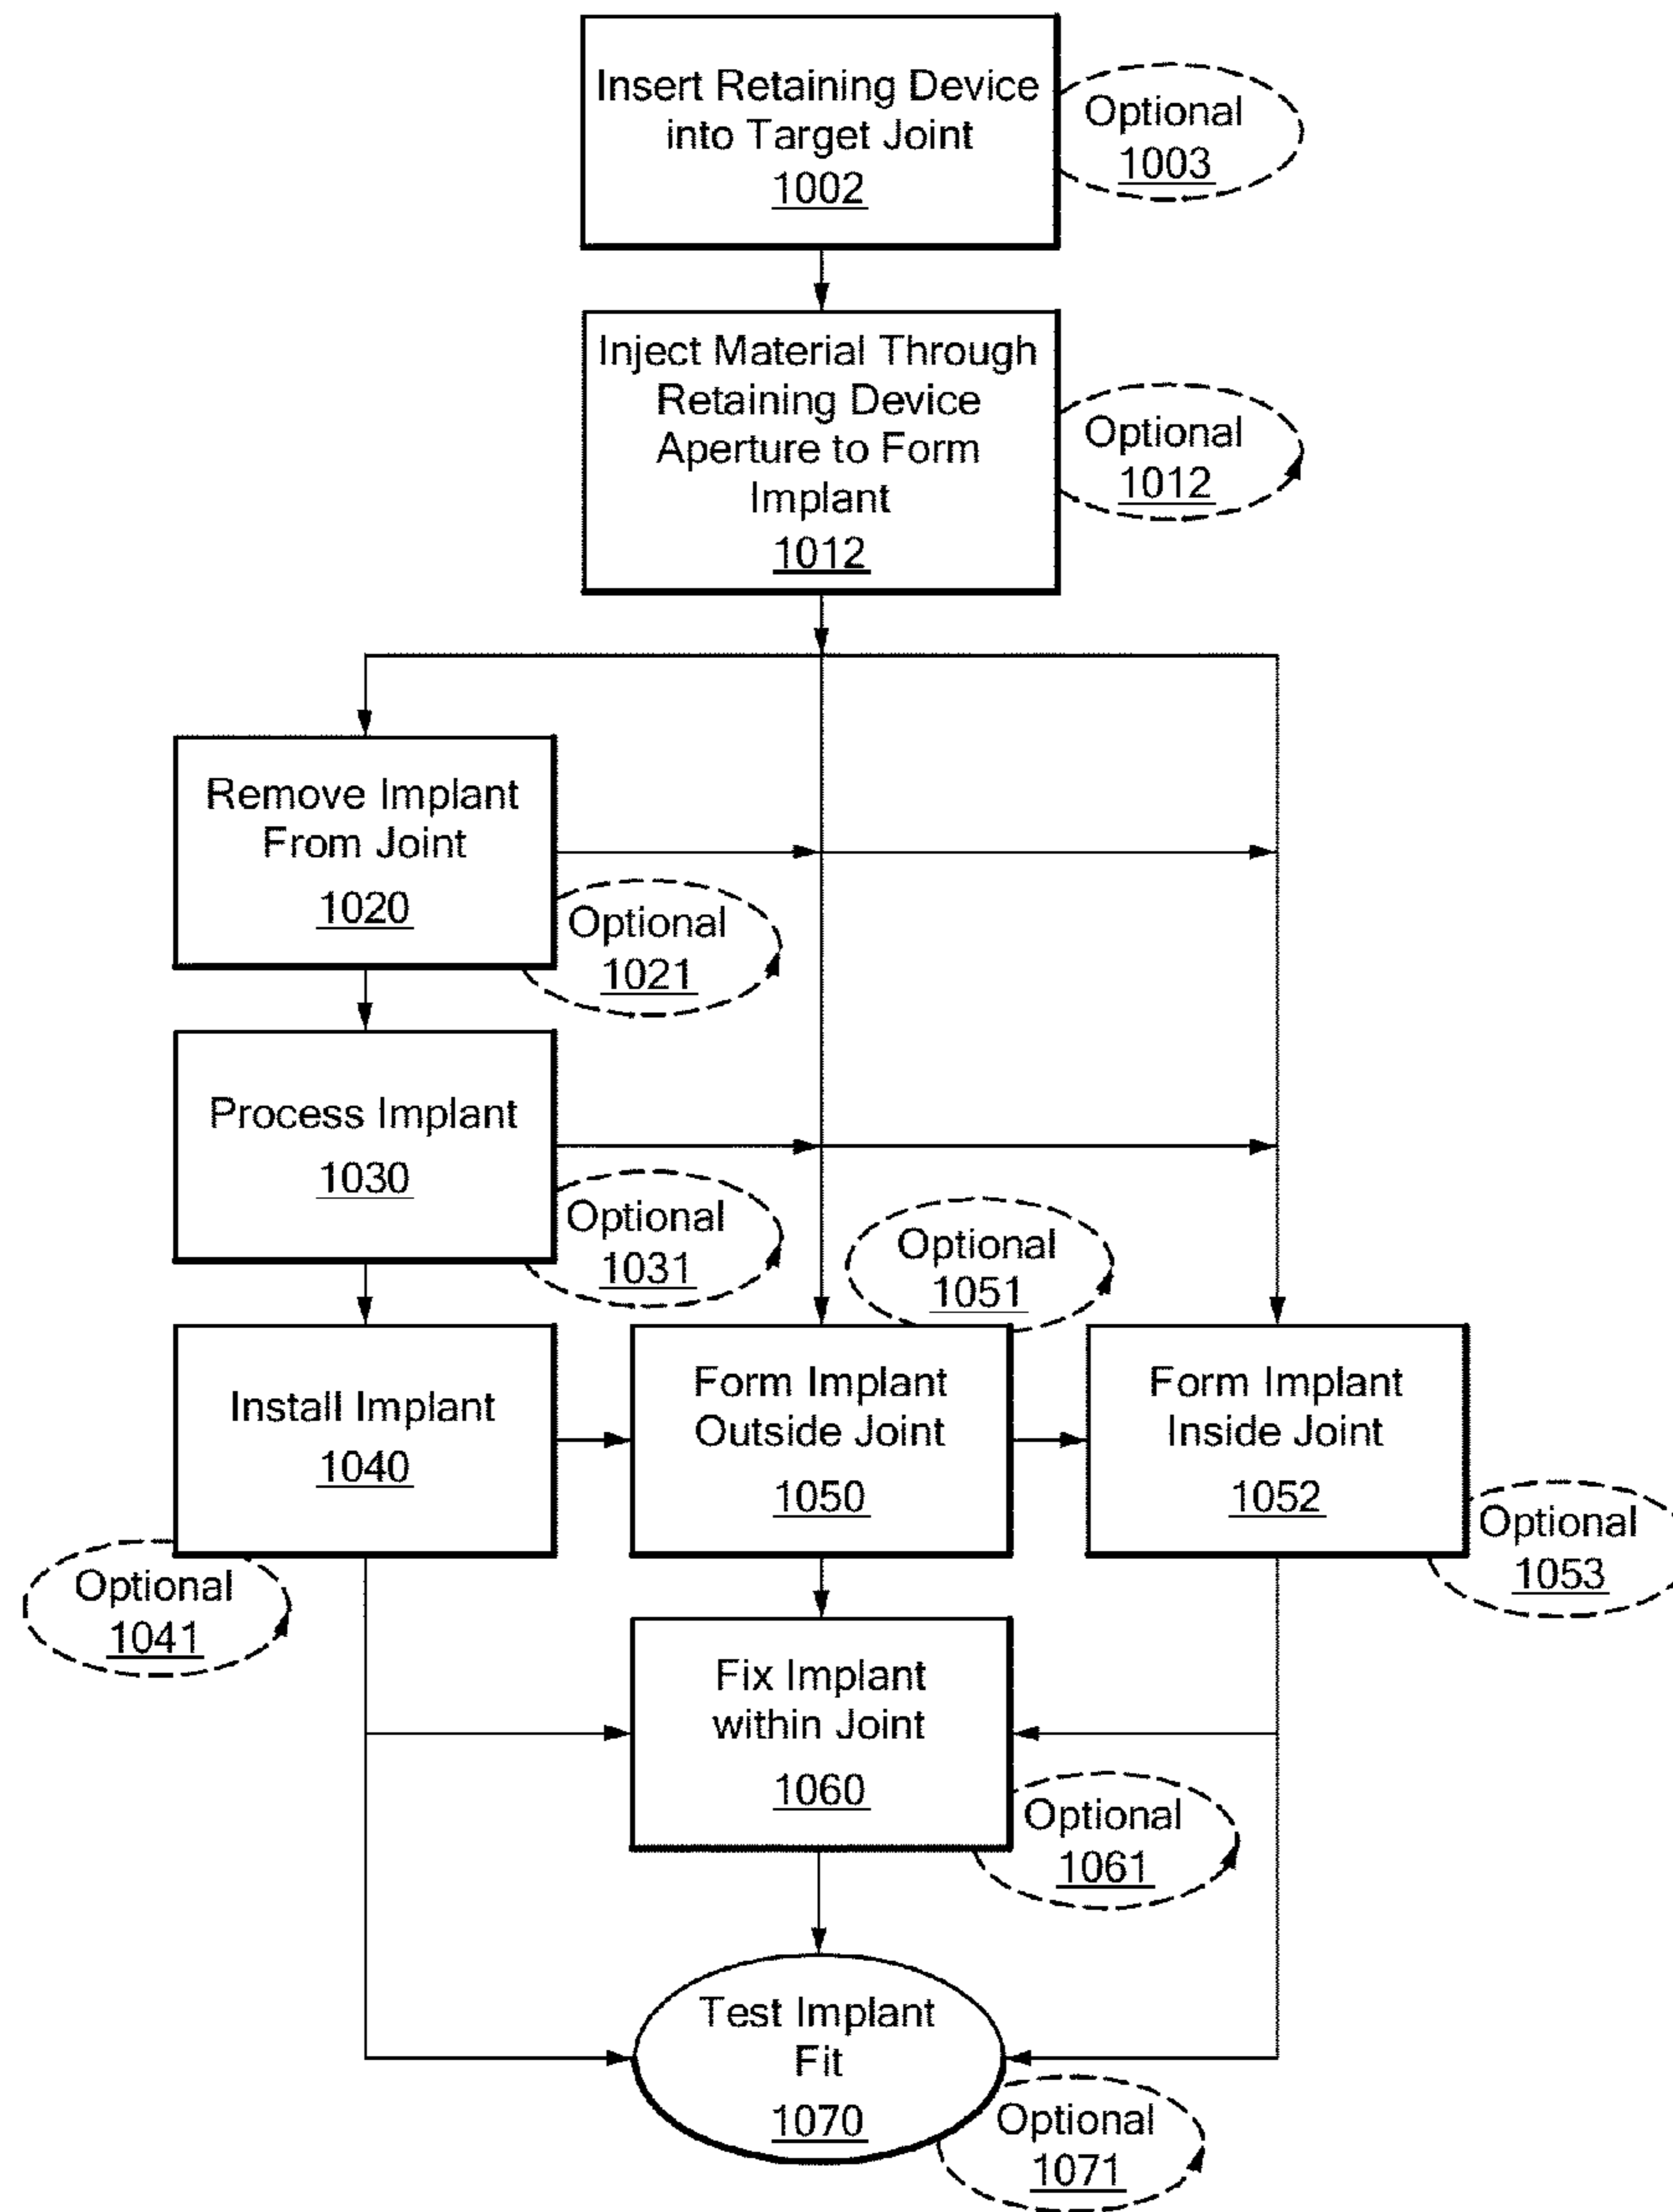 Insert Retaining Device
into Target Joint
1002
Optional
1003
Inject Material Through
Retaining Device
Aperture to Form
Implant
1012
Optional
1012
Remove Implant
From Joint
1020
Optional
1021
Process Implant
1030
Optional
1031
Optional
1051
Install Implant
1040
Form Implant
Outside Joint
1050
Form Implant
Inside Joint
1052
Optional
1053
Optional
1041
Fix Implant
within Joint
1060
Optional
1061
Test Implant
Fit
1070
Optional
1071